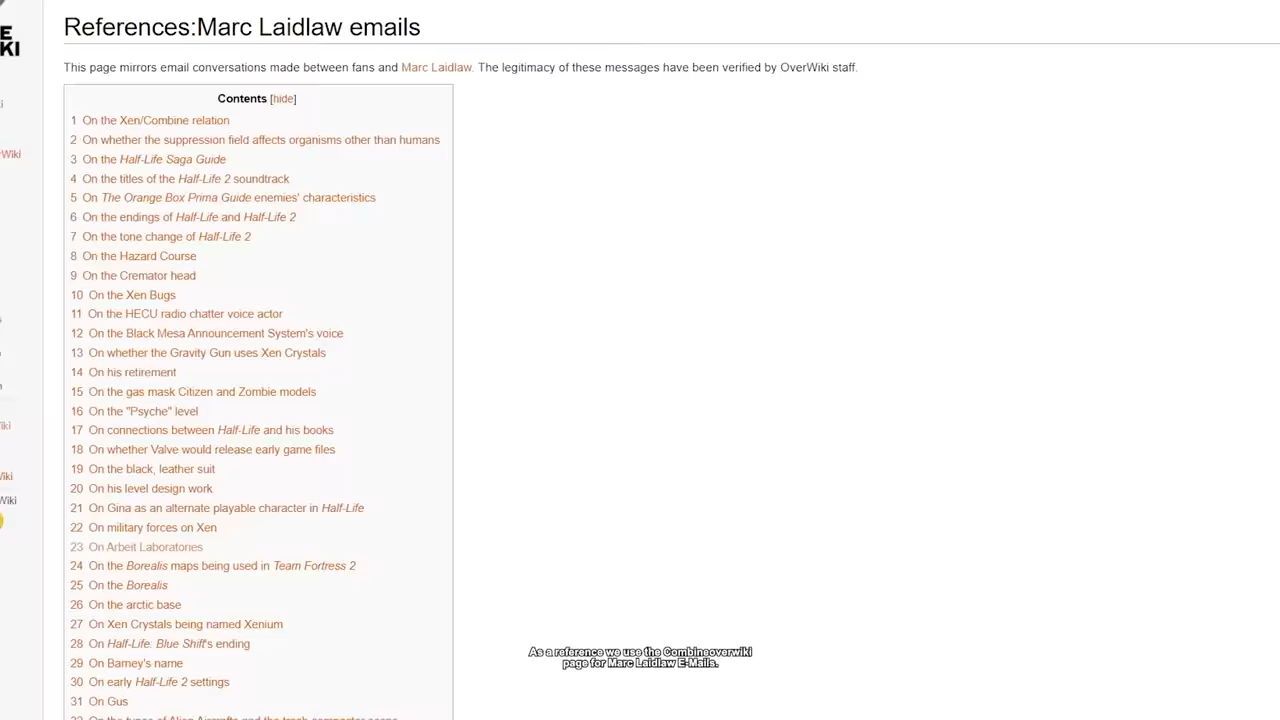 References:Marc Laidlaw emails
This page mirrors email conversations made between fans and Marc Laidlaw. The legitimacy of these messages have been verified by OverWiki staff.
Contents [hide]
1 On the Xen/Combine relation
2 On whether the suppression field affects organisms other than humans
3 On the Half-Life Saga Guide
4 On the titles of the Half-Life 2 soundtrack
5 On The Orange Box Prima Guide enemies' characteristics
6 On the endings of Half-Life and Half-Life 2
7 On the tone change of Half-Life 2
8 On the Hazard Course
9 On the Cremator head
10 On the Xen Bugs
11 On the HECU radio chatter voice actor
12 On the Black Mesa Announcement System's voice
13 On whether the Gravity Gun uses Xen Crystals
14 On his retirement
15 On the gas mask Citizen and Zombie models
16 On the "Psyche" level
17 On connections between Half-Life and his books
18 On whether Valve would release early game files
19 On the black, leather suit
20 On his level design work
21 On Gina as an alternate playable character in Half-Life
22 On military forces on Xen
23 On Arbeit Laboratories
24 On the Borealis maps being used in Team Fortress 2
25 On the Borealis
26 On the arctic base
27 On Xen Crystals being named Xenium
28 On Half-Life: Blue Shift's ending
29 On Barney's name
30 On early Half-Life 2 settings
31 On Gus
As a reference we use the Combineoverwiki
page for Marc Laidlaw E-Mails.